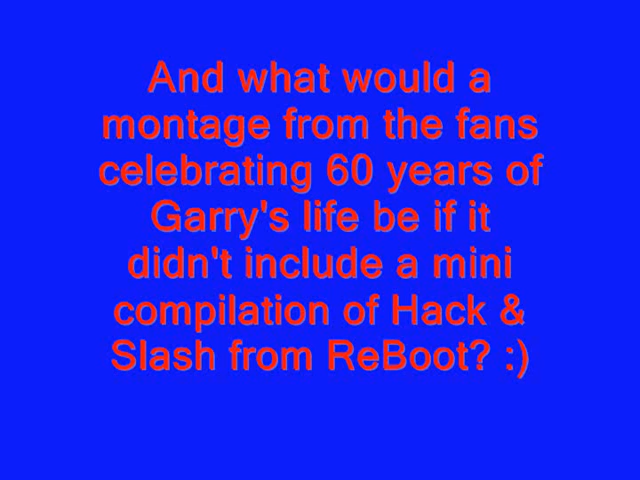 And what would a
montage from the fans
celebrating 60 years of
Garry's life be if it
didn't include a mini
compilation of Hack &
Slash from ReBoot? :)